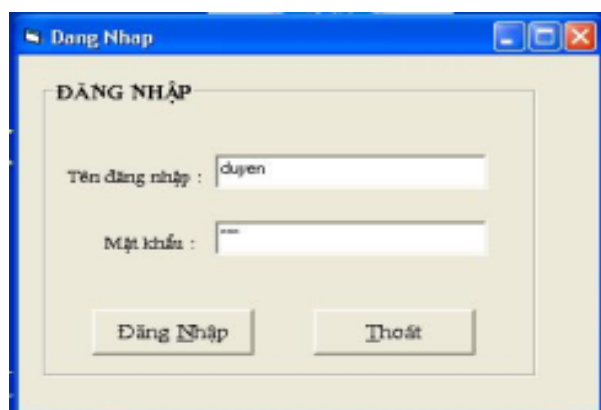 Dang Nhap
ĐĂNG NHẬP
Tên đăng nhập : duyen
Mật khẩu : ***
Đăng Nhập Thoát